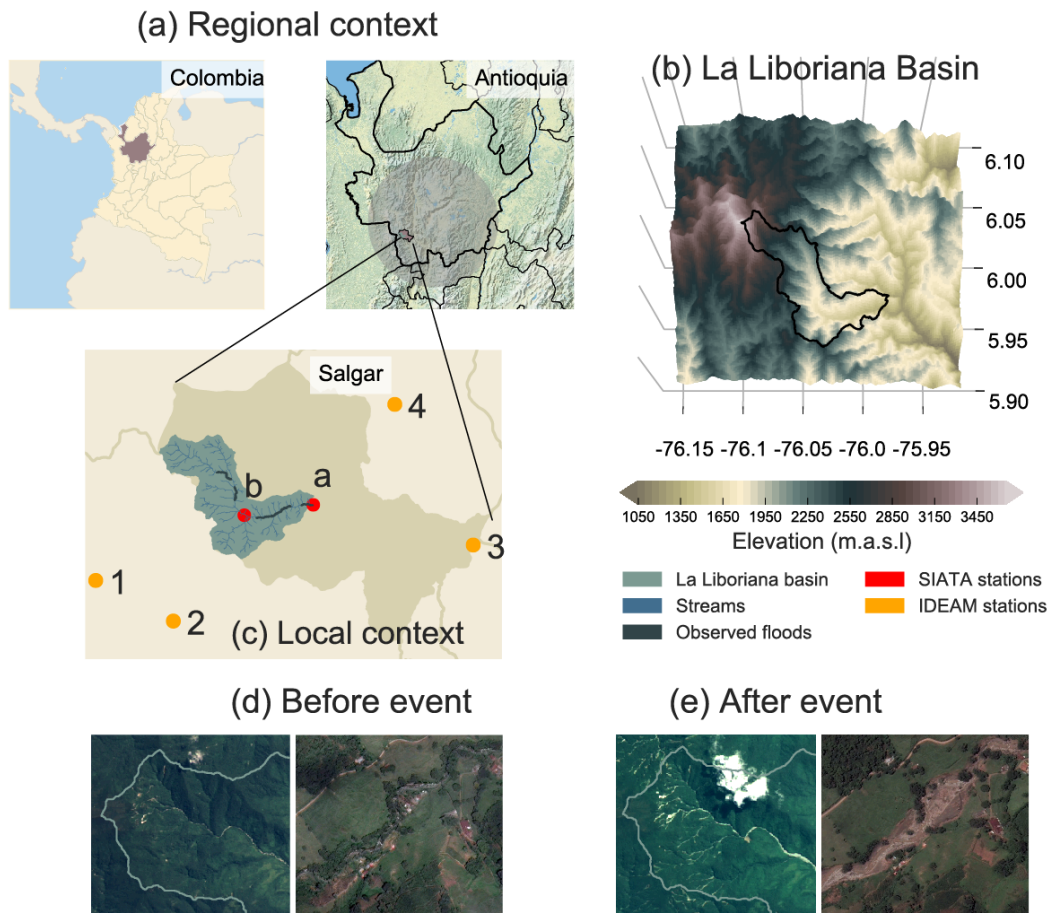 (a) Regional context
Colombia
Antioquia
(b) La Liboriana Basin
6.10
6.05
6.00
5.95
5.90
-76.15 -76.1 -76.05 -76.0 -75.95
1050 1350 1650 1950 2250 2550 2850 3150 3450
Elevation (m.a.s.l)
Salgar
4
a
b
3
1
2
(c) Local context
La Liboriana basin
Streams
Observed floods
SIATA stations
IDEAM stations
(d) Before event
(e) After event